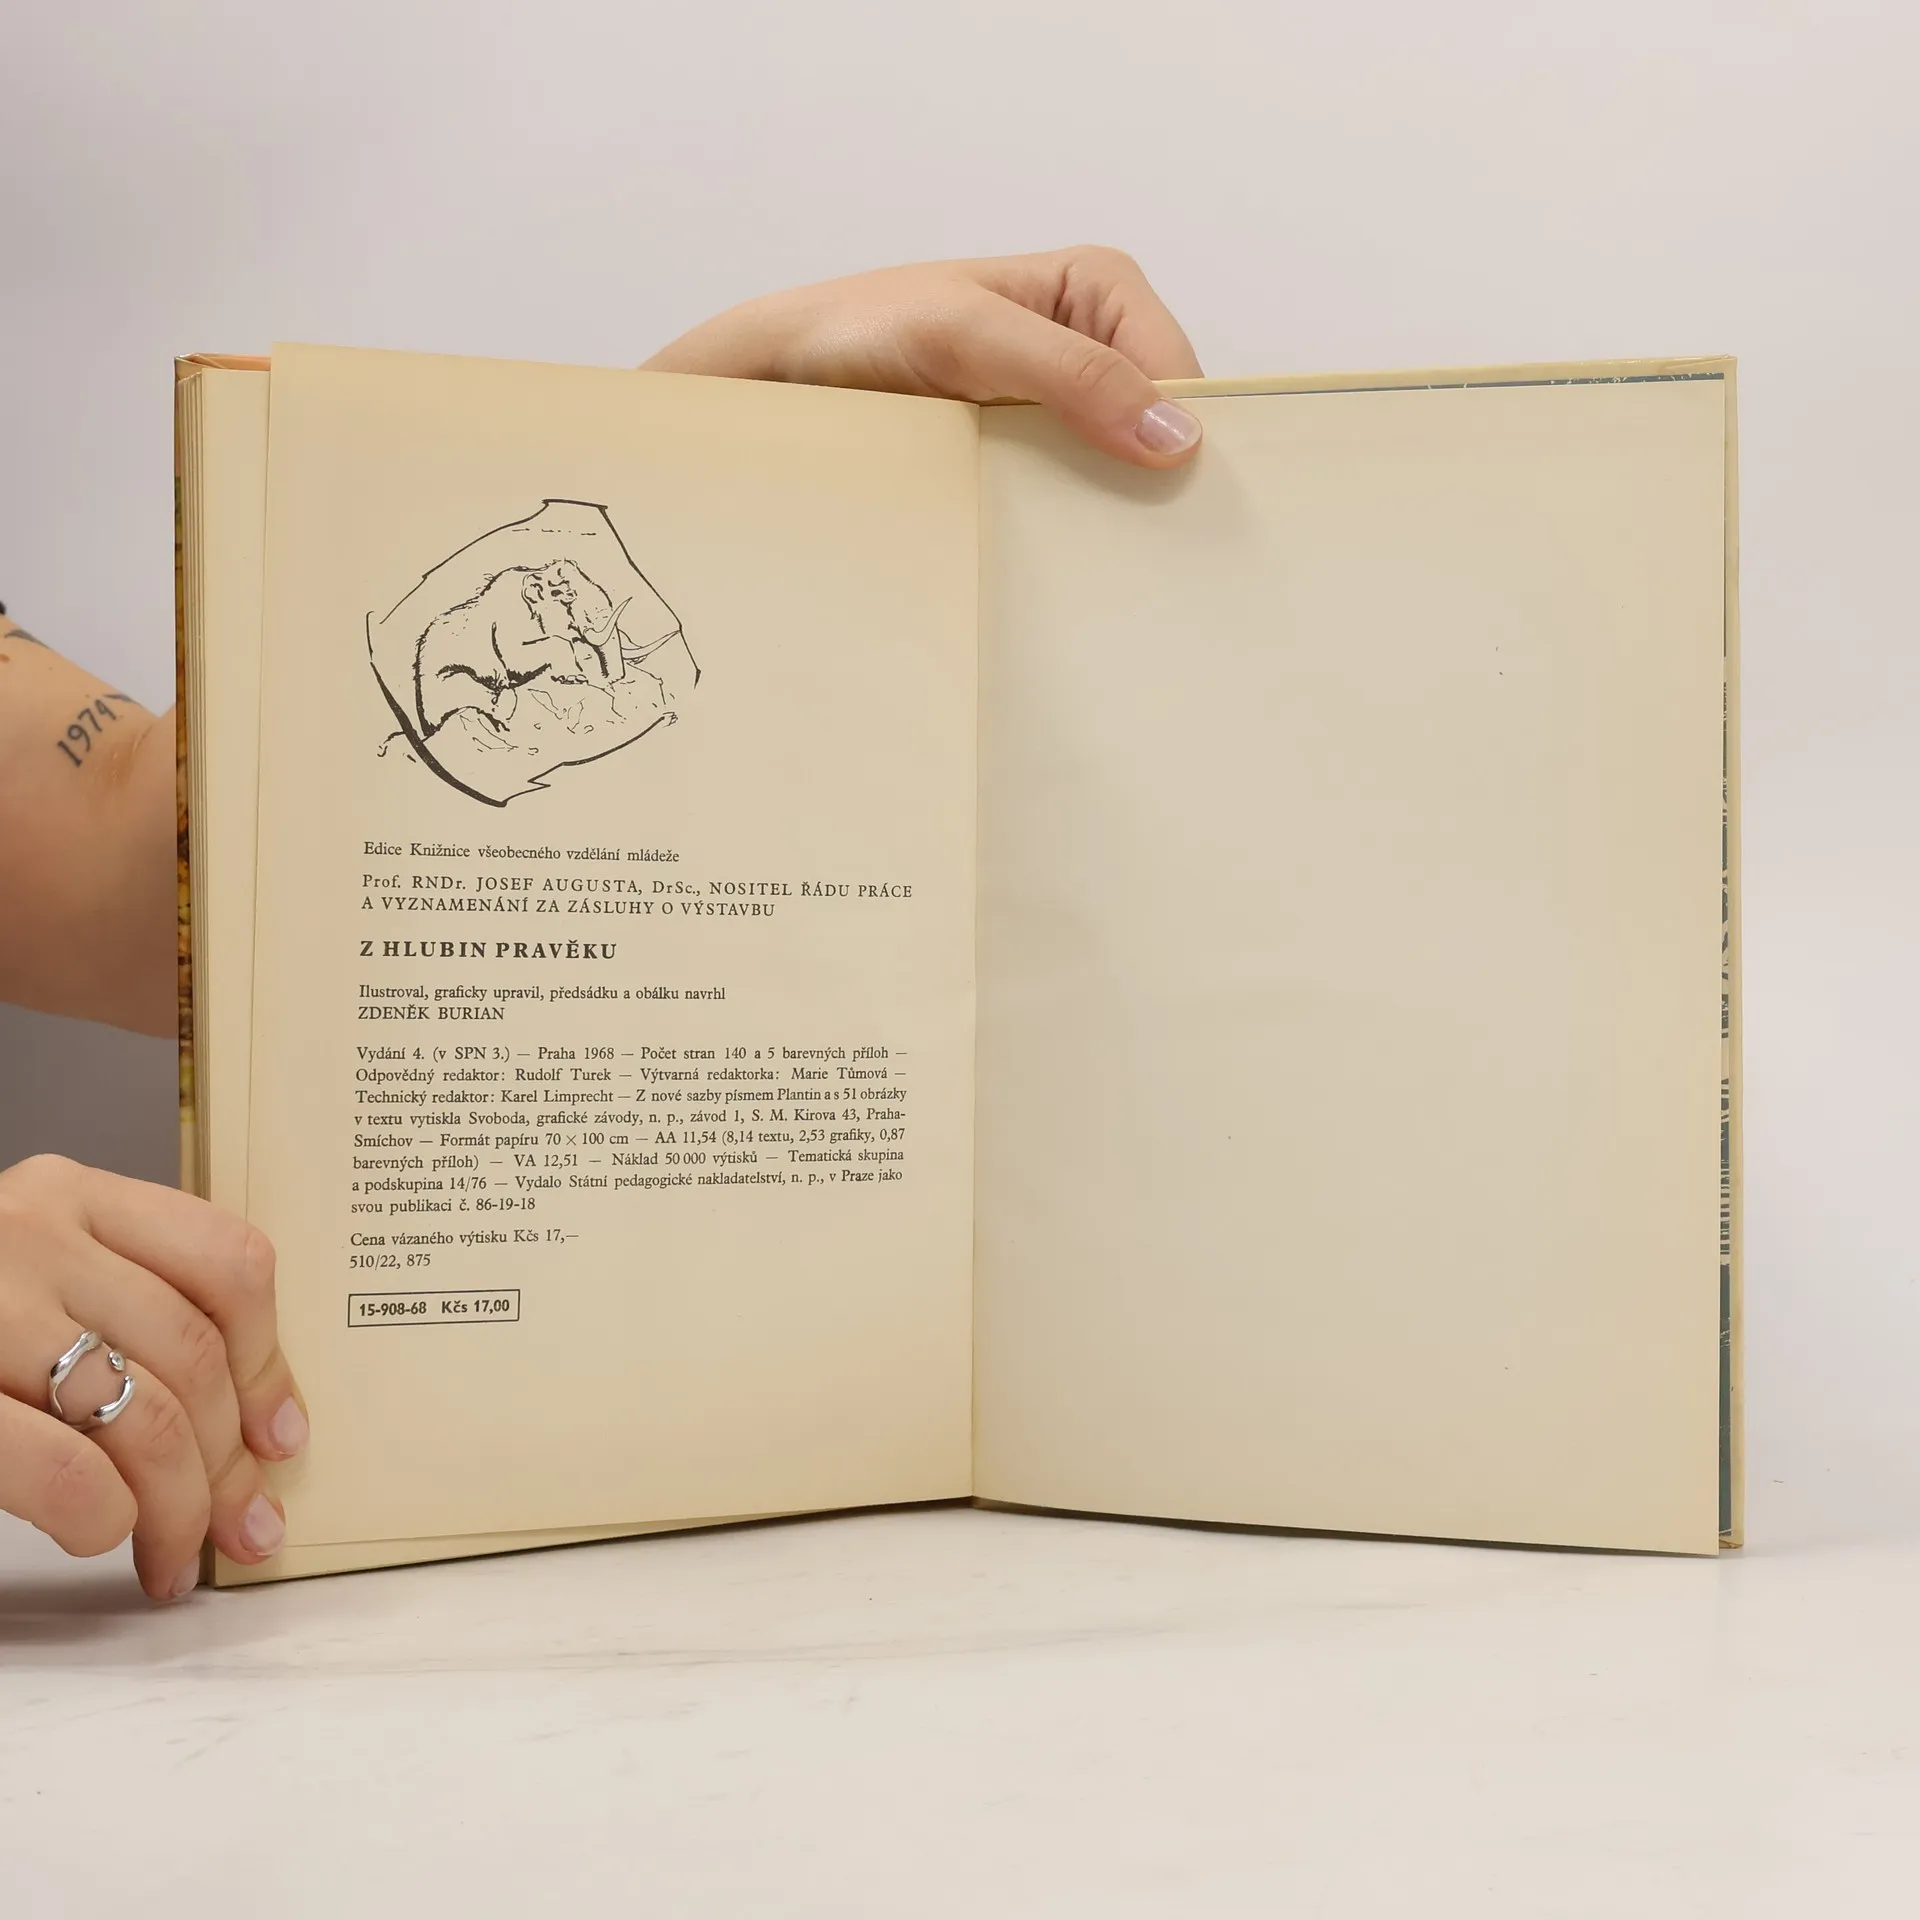 1974
Edice Knižnice všeobecného vzdělání mládeže
Prof. RNDr. JOSEF AUGUSTA, DrSc., NOSITEL ŘÁDU PRÁCE
A VYZNAMENÁNÍ ZA ZÁSLUHY O VÝSTAVBU
Z HLUBIN PRAVĚKU
Ilustroval, graficky upravil, předsádku a obálku navrhl
ZDENĚK BURIAN
Vydání 4. (v SPN 3.) — Praha 1968 — Počet stran 140 a 5 barevných příloh —
Odpovědný redaktor: Rudolf Turek — Výtvarná redaktorka: Marie Tůmová —
Technický redaktor: Karel Limprecht — Z nové sazby písmem Plantin a s 51 obrázky
v textu vytiskla Svoboda, grafické závody, n. p., závod 1, S. M. Kirova 43, Praha-
Smíchov — Formát papíru 70 × 100 cm — AA 11,54 (8,14 textu, 2,53 grafiky, 0,87
barevných příloh) — VA 12,51 — Náklad 50 000 výtisků — Tematická skupina
a podskupina 14/76 — Vydalo Státní pedagogické nakladatelství, n. p., v Praze jako
svou publikaci č. 86-19-18
Cena vázaného výtisku Kčs 17,—
510/22, 875
15-908-68 Kčs 17,00